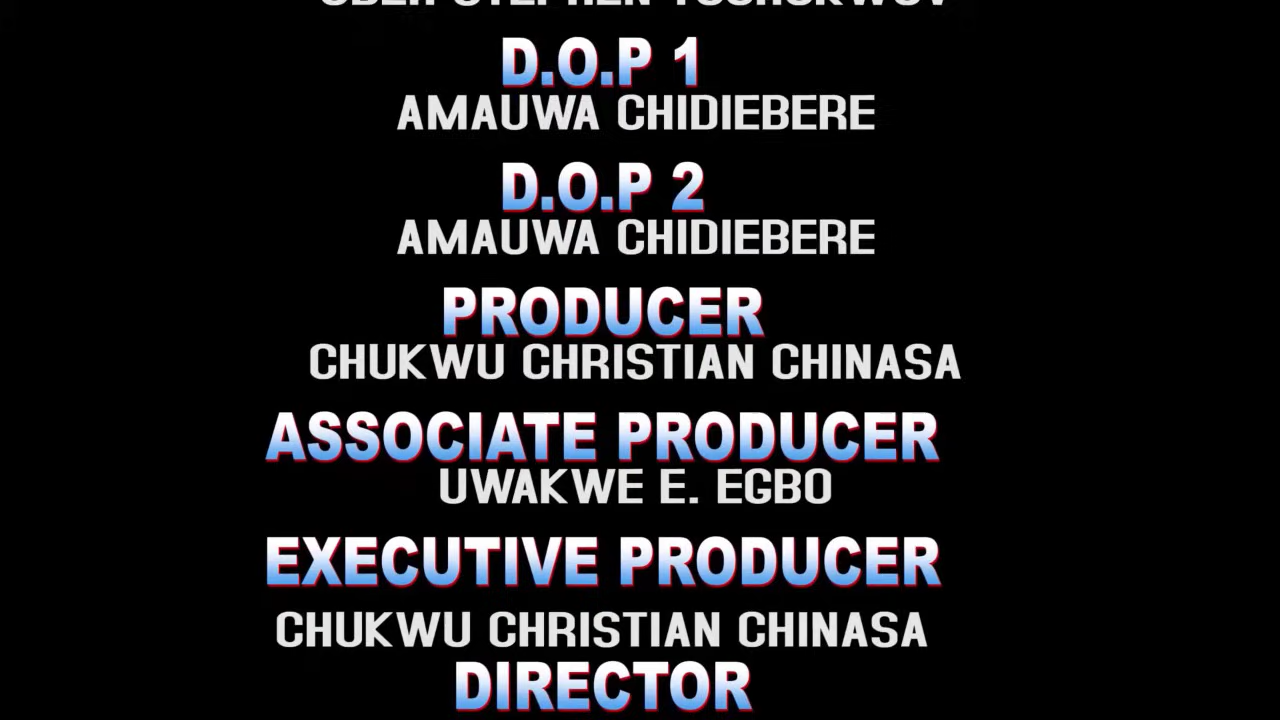 D.O.P 1
AMAUWA CHIDIEBERE
D.O.P 2
AMAUWA CHIDIEBERE
PRODUCER
CHUKWU CHRISTIAN CHINASA
ASSOCIATE PRODUCER
UWAKWE E. EGBO
EXECUTIVE PRODUCER
CHUKWU CHRISTIAN CHINASA
DIRECTOR